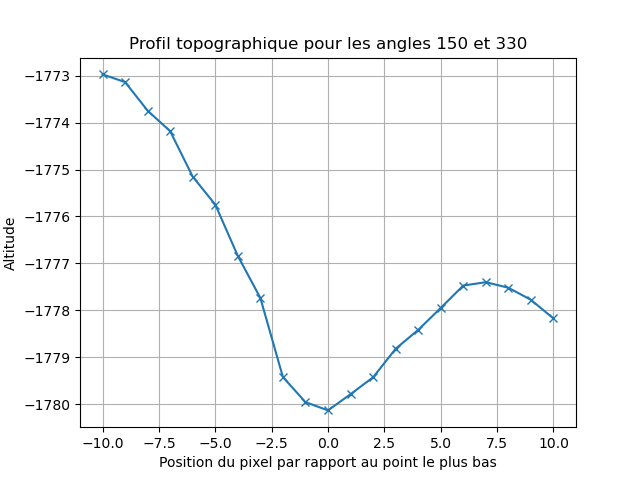 Profil topographique pour les angles 150 et 330
−1773
−1774
−1775
−1776
−1777
−1778
−1779
−1780
Altitude
−10.0 −7.5 −5.0 −2.5 0.0 2.5 5.0 7.5 10.0
Position du pixel par rapport au point le plus bas